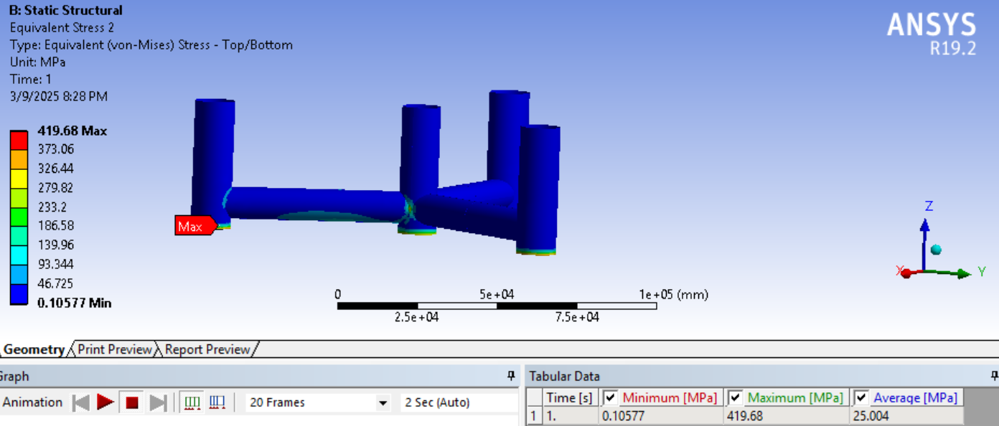 B: Static Structural
Equivalent Stress 2
Type: Equivalent (von-Mises) Stress - Top/Bottom
Unit: MPa
Time: 1
3/9/2025 8:28 PM
ANSYS
R19.2
419.68 Max
373.06
326.44
279.82
233.2
186.58
139.96
93.344
46.725
0.10577 Min
Max
Z
X
Y
0 5e+04 1e+05 (mm)
2.5e+04 7.5e+04
Geometry Print Preview Report Preview
Graph
Animation 20 Frames 2 Sec (Auto)
Tabular Data
Time [s] Minimum [MPa] Maximum [MPa] Average [MPa]
1 1. 0.10577 419.68 25.004